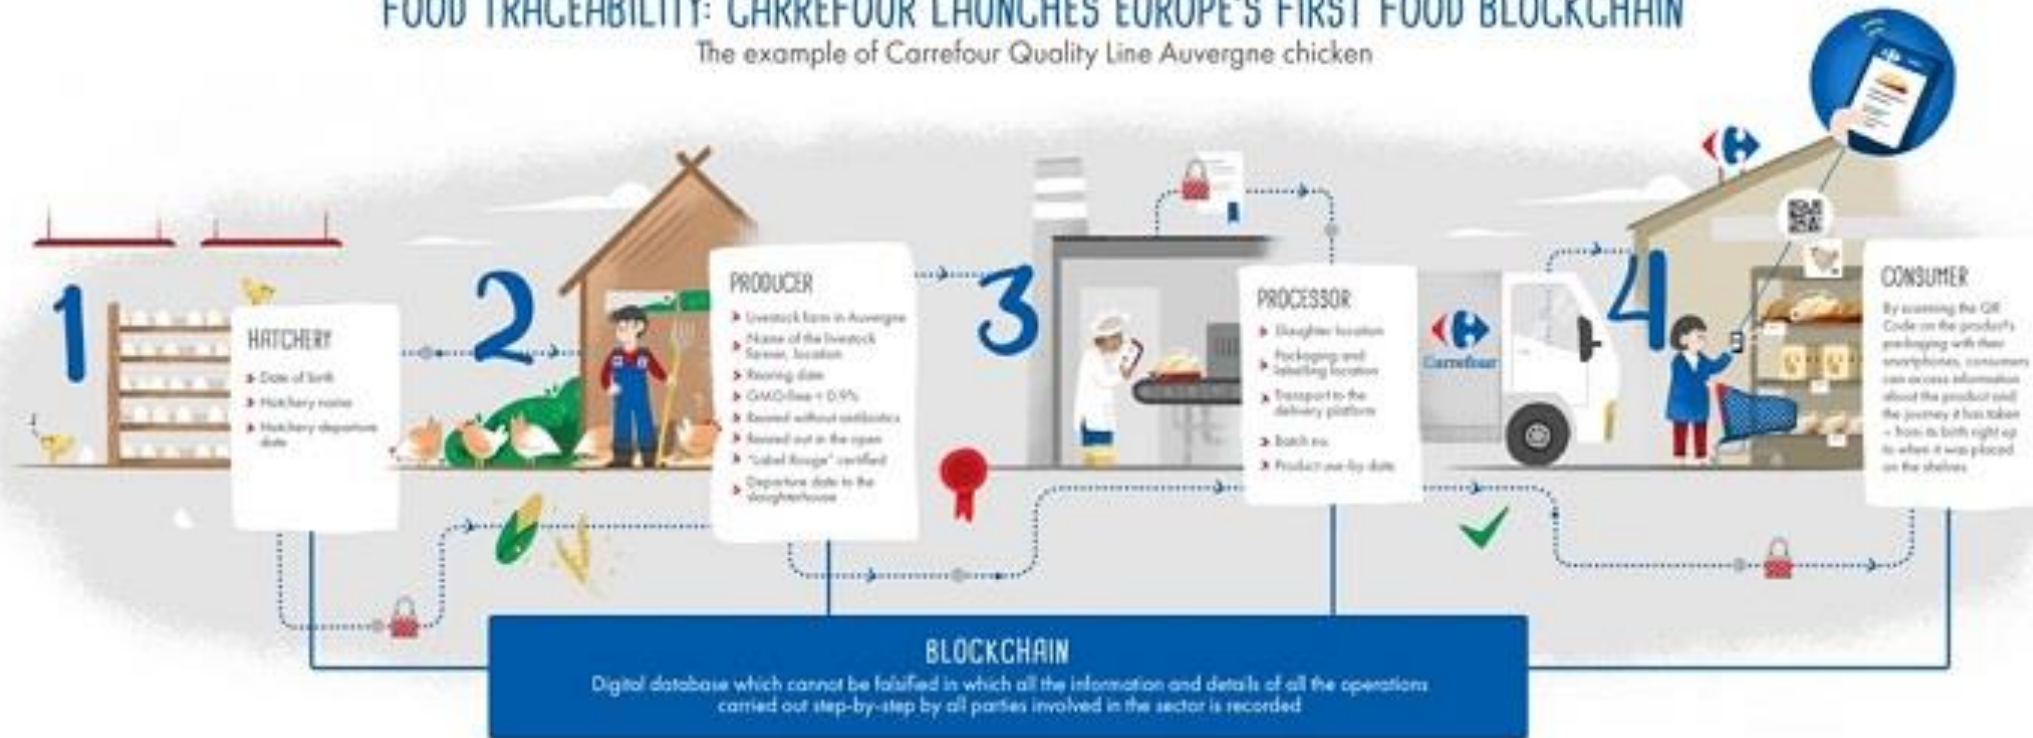 FOOD TRACEABILITY: CARREFOUR LAUNCHES EUROPE'S FIRST FOOD BLOCKCHAIN
The example of Carrefour Quality Line Auvergne chicken
1
HATCHERY
Date of birth
Hatchery name
Hatchery departure
date
2
PRODUCER
Livestock farm in Auvergne
Name of the livestock
farmer, location
Rearing date
GMO-free < 0.9%
Reared without antibiotics
Reared out in the open
"Label Rouge" certified
Departure date to the
slaughterhouse
3
PROCESSOR
Slaughter location
Packaging and
labelling location
Transport to the
delivery platform
Batch no.
Product use-by date
Carrefour
4
CONSUMER
By scanning the QR
Code on the product's
packaging with their
smartphones, consumers
can access information
about the product and
the journey it has taken
– from its birth right up
to when it was placed
on the shelves
BLOCKCHAIN
Digital database which cannot be falsified in which all the information and details of all the operations
carried out step-by-step by all parties involved in the sector is recorded